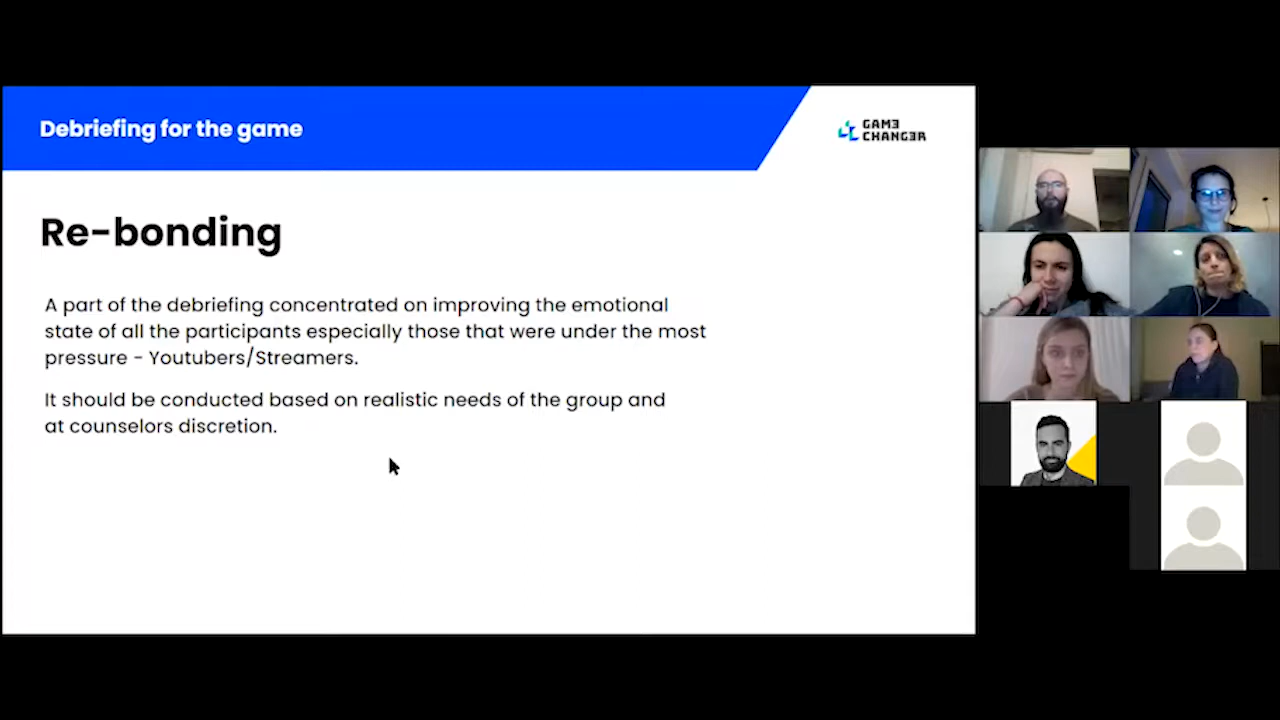 Debriefing for the game
GAM3
CHANG3R
Re-bonding
A part of the debriefing concentrated on improving the emotional
state of all the participants especially those that were under the most
pressure - Youtubers/Streamers.
It should be conducted based on realistic needs of the group and
at counselors discretion.